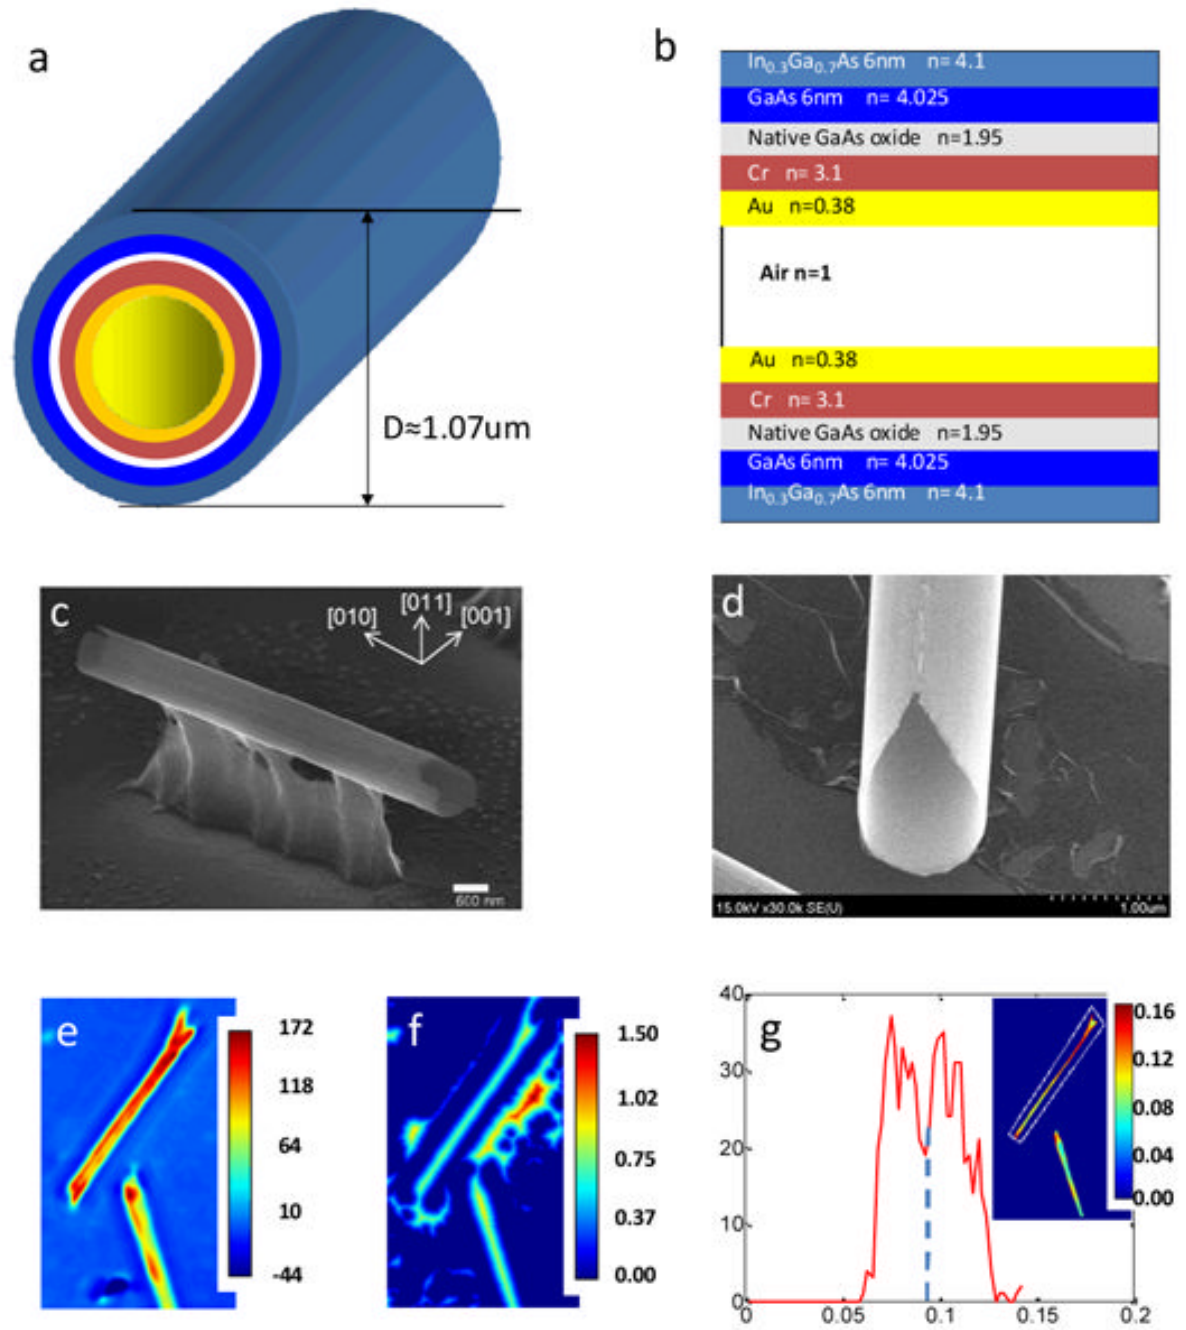 a
D≈1.07um
b
In0.3Ga0.7As 6nm n= 4.1
GaAs 6nm n= 4.025
Native GaAs oxide n=1.95
Cr n= 3.1
Au n=0.38
Air n=1
Au n=0.38
Cr n= 3.1
Native GaAs oxide n=1.95
GaAs 6nm n= 4.025
In0.3Ga0.7As 6nm n= 4.1
c
[010]
[011]
[001]
600 nm
d
15.0kV x30.0k SE(U)
1.00um
e
172
118
64
10
-44
f
1.50
1.02
0.75
0.37
0.00
g
40
30
20
10
0
0
0.05
0.1
0.15
0.2
0.16
0.12
0.08
0.04
0.00